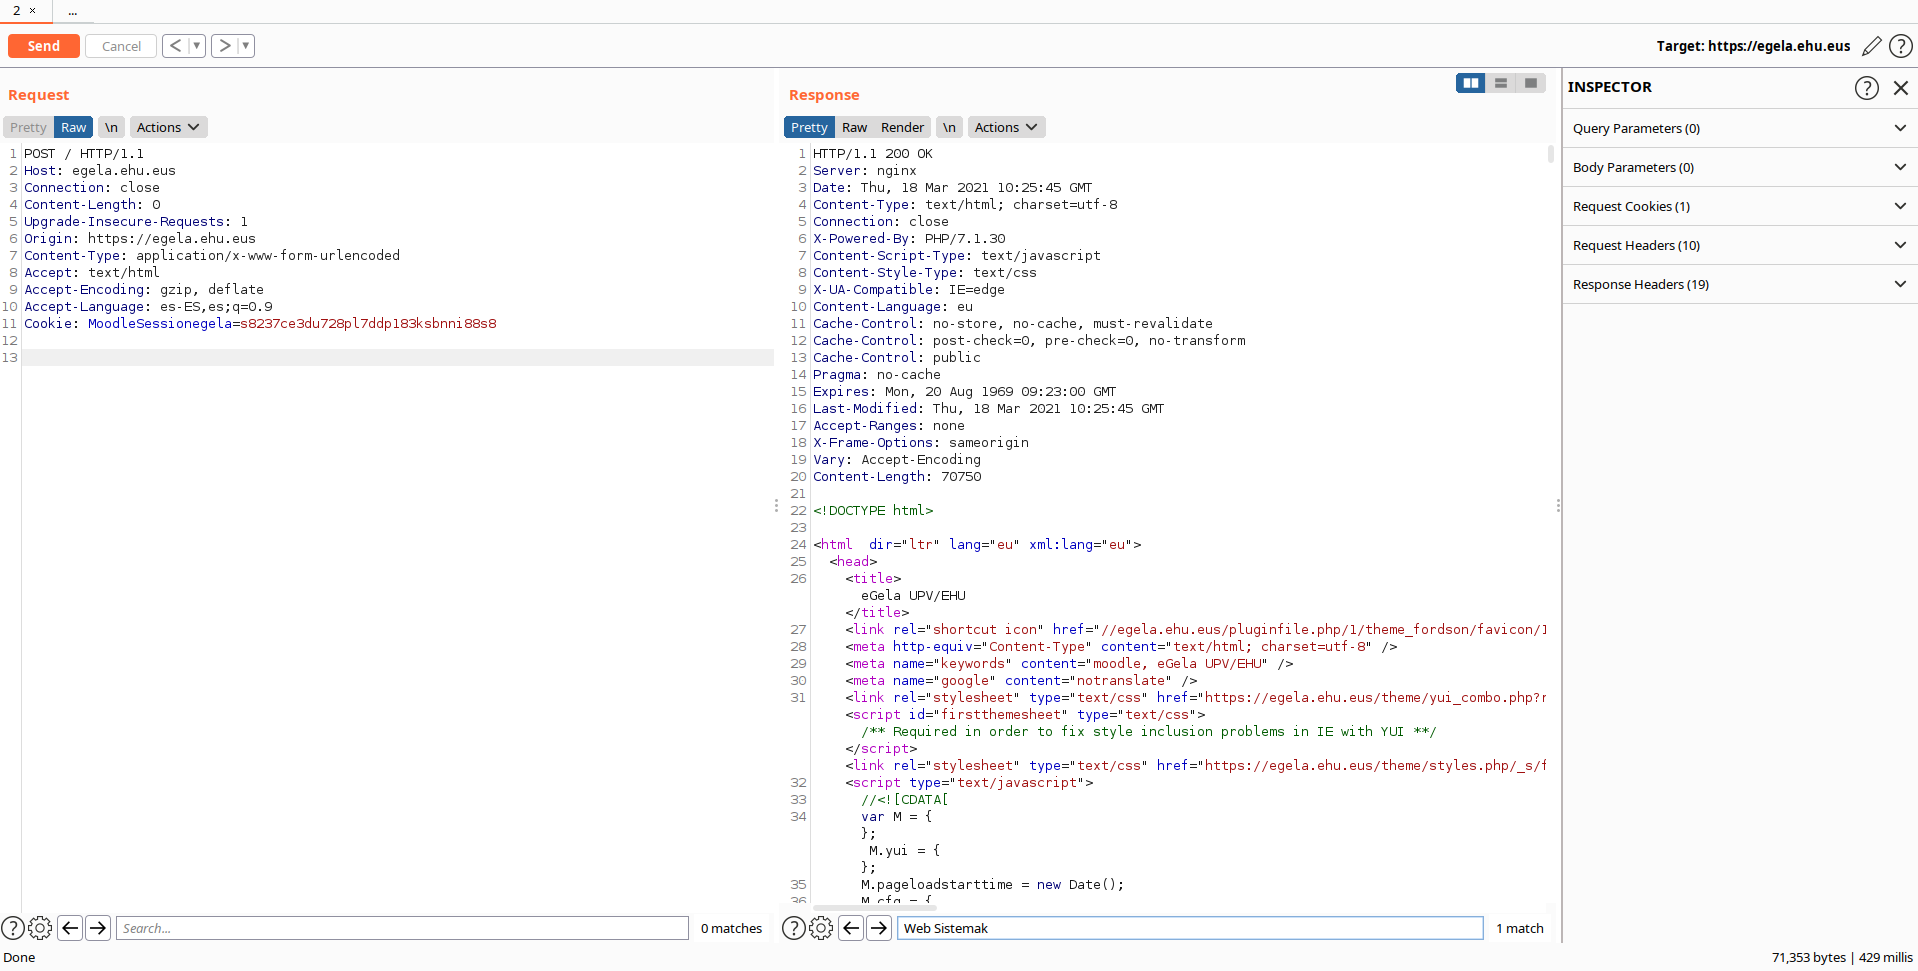 2 × ...
Send Cancel < > Target: https://egela.ehu.eus
Request
Pretty Raw \n Actions
1 POST / HTTP/1.1
2 Host: egela.ehu.eus
3 Connection: close
4 Content-Length: 0
5 Upgrade-Insecure-Requests: 1
6 Origin: https://egela.ehu.eus
7 Content-Type: application/x-www-form-urlencoded
8 Accept: text/html
9 Accept-Encoding: gzip, deflate
10 Accept-Language: es-ES,es;q=0.9
11 Cookie: MoodleSessionegela=s8237ce3du728pl7ddp183ksbnni88s8
12
13
Search... 0 matches
Response
Pretty Raw Render \n Actions
1 HTTP/1.1 200 OK
2 Server: nginx
3 Date: Thu, 18 Mar 2021 10:25:45 GMT
4 Content-Type: text/html; charset=utf-8
5 Connection: close
6 X-Powered-By: PHP/7.1.30
7 Content-Script-Type: text/javascript
8 Content-Style-Type: text/css
9 X-UA-Compatible: IE=edge
10 Content-Language: eu
11 Cache-Control: no-store, no-cache, must-revalidate
12 Cache-Control: post-check=0, pre-check=0, no-transform
13 Cache-Control: public
14 Pragma: no-cache
15 Expires: Mon, 20 Aug 1969 09:23:00 GMT
16 Last-Modified: Thu, 18 Mar 2021 10:25:45 GMT
17 Accept-Ranges: none
18 X-Frame-Options: sameorigin
19 Vary: Accept-Encoding
20 Content-Length: 70750
21
22 <!DOCTYPE html>
23
24 <html  dir="ltr" lang="eu" xml:lang="eu">
25 <head>
26 <title>
eGela UPV/EHU
</title>
27 <link rel="shortcut icon" href="//egela.ehu.eus/pluginfile.php/1/theme_fordson/favicon/1
28 <meta http-equiv="Content-Type" content="text/html; charset=utf-8" />
29 <meta name="keywords" content="moodle, eGela UPV/EHU" />
30 <meta name="google" content="notranslate" />
31 <link rel="stylesheet" type="text/css" href="https://egela.ehu.eus/theme/yui_combo.php?r
<script id="firstthemesheet" type="text/css">
/** Required in order to fix style inclusion problems in IE with YUI **/
</script>
<link rel="stylesheet" type="text/css" href="https://egela.ehu.eus/theme/styles.php/_s/f
32 <script type="text/javascript">
33 //<![CDATA[
34 var M = {
};
M.yui = {
};
35 M.pageloadstarttime = new Date();
36 M.cfg = {
Web Sistemak 1 match
INSPECTOR
Query Parameters (0)
Body Parameters (0)
Request Cookies (1)
Request Headers (10)
Response Headers (19)
Done 71,353 bytes | 429 millis